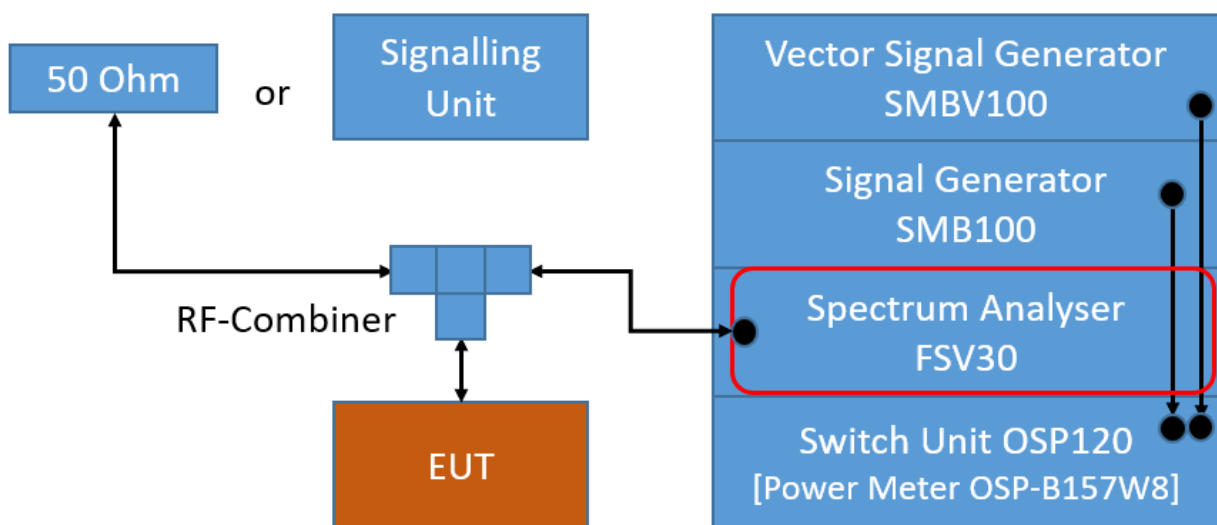 50 Ohm
or
Signalling
Unit
Vector Signal Generator
SMBV100
Signal Generator
SMB100
RF-Combiner
Spectrum Analyser
FSV30
EUT
Switch Unit OSP120
[Power Meter OSP-B157W8]